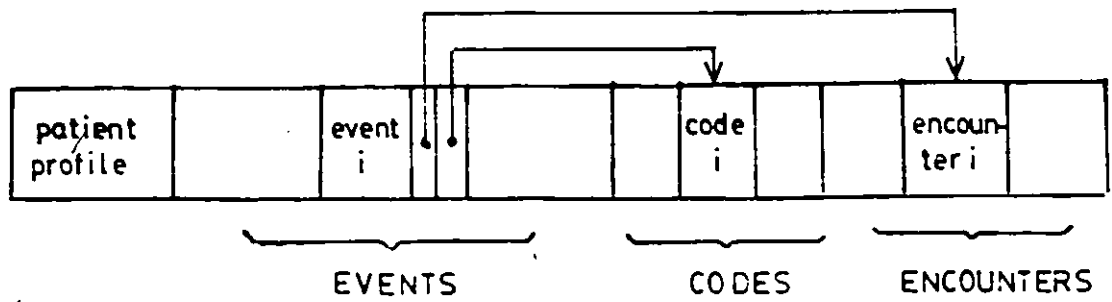 patient
profile
event
i
code
i
encoun-
ter i
EVENTS
CODES
ENCOUNTERS